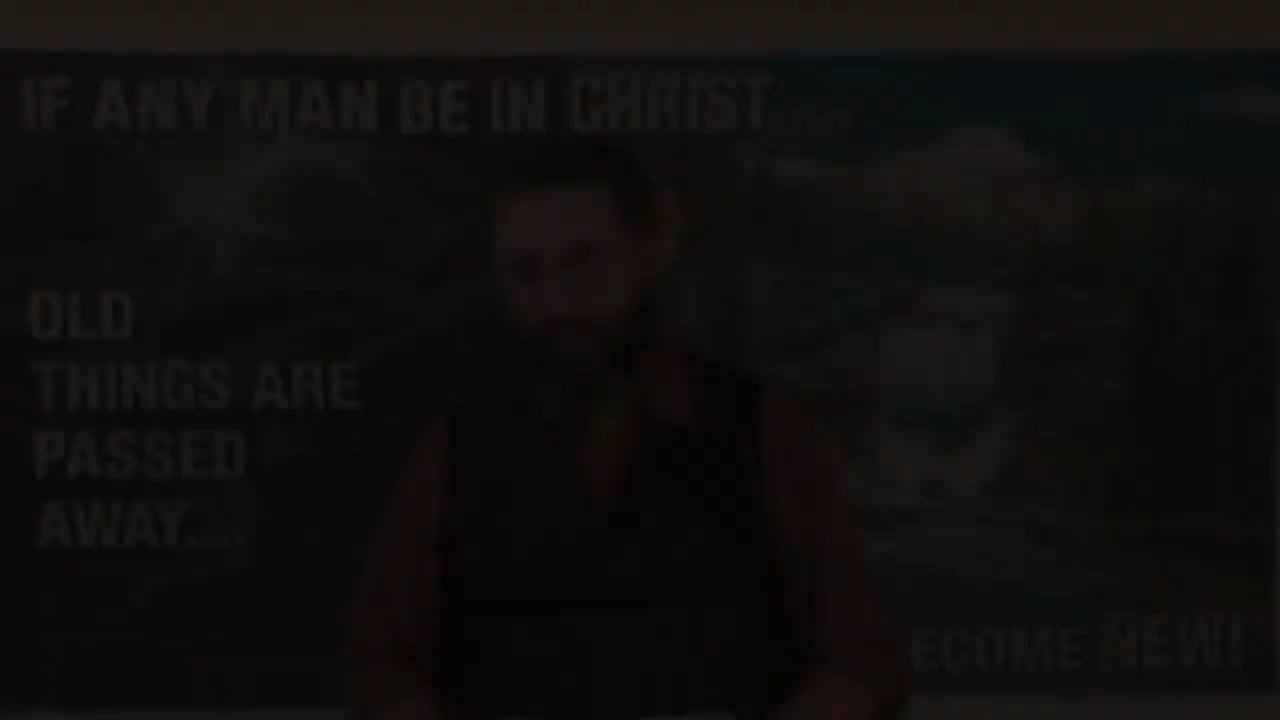 IF ANY MAN BE IN CHRIST.....
OLD
THINGS ARE
PASSED
AWAY....
ECOME NEW!